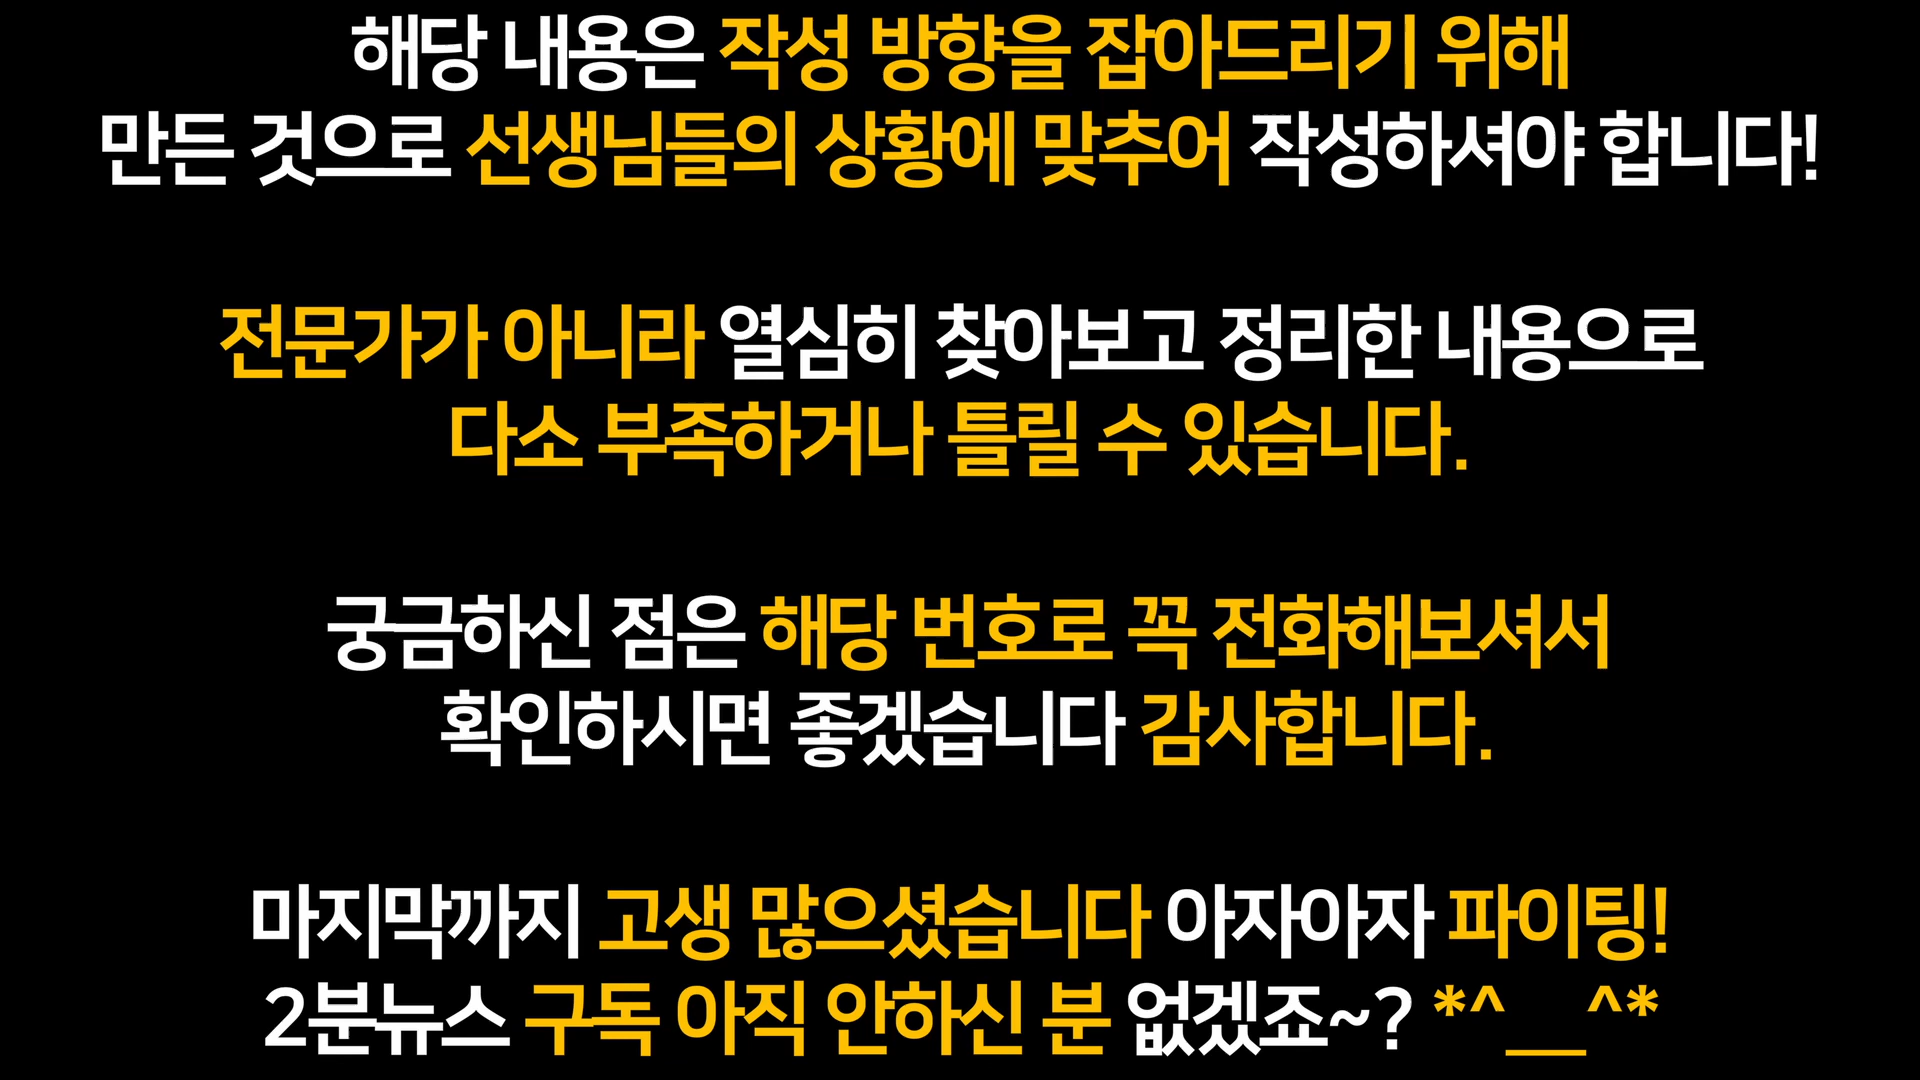 해당 내용은 작성 방향을 잡아드리기 위해
만든 것으로 선생님들의 상황에 맞추어 작성하셔야 합니다!
전문가가 아니라 열심히 찾아보고 정리한 내용으로
다소 부족하거나 틀릴 수 있습니다.
궁금하신 점은 해당 번호로 꼭 전화해보셔서
확인하시면 좋겠습니다 감사합니다.
마지막까지 고생 많으셨습니다 아자아자 파이팅!
2분뉴스 구독 아직 안하신 분 없겠죠~? *^__^*